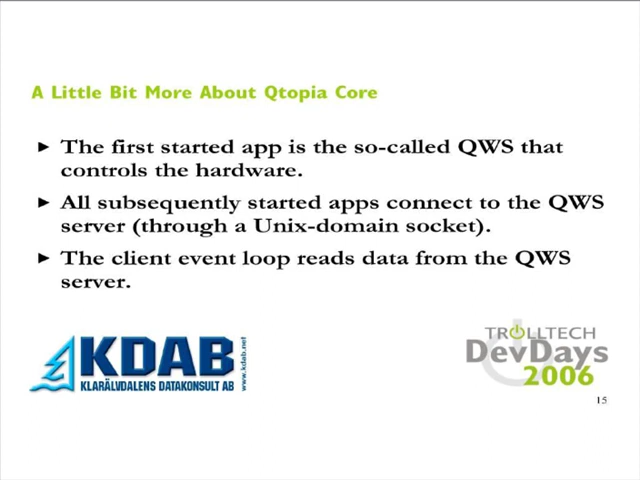 A Little Bit More About Qtopia Core
► The first started app is the so-called QWS that
controls the hardware.
► All subsequently started apps connect to the QWS
server (through a Unix-domain socket).
► The client event loop reads data from the QWS
server.
KDAB
KLARÄLVDALENS DATAKONSULT AB
www.kdab.net
TROLLTECH
DevDays
2006
15